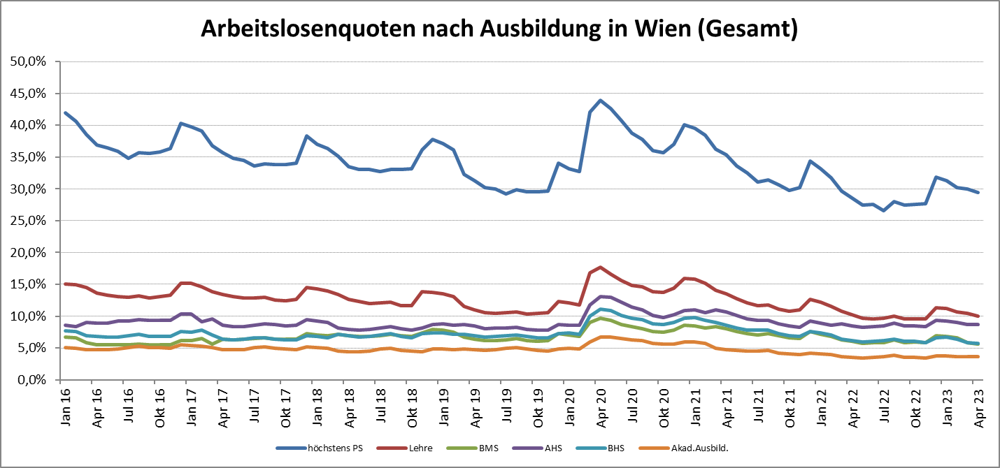 Arbeitslosenquoten nach Ausbildung in Wien (Gesamt)
50,0%
45,0%
40,0%
35,0%
30,0%
25,0%
20,0%
15,0%
10,0%
5,0%
0,0%
Jan 16
Apr 16
Jul 16
Okt 16
Jan 17
Apr 17
Jul 17
Okt 17
Jan 18
Apr 18
Jul 18
Okt 18
Jan 19
Apr 19
Jul 19
Okt 19
Jan 20
Apr 20
Jul 20
Okt 20
Jan 21
Apr 21
Jul 21
Okt 21
Jan 22
Apr 22
Jul 22
Okt 22
Jan 23
Apr 23
höchstens PS Lehre BMS AHS BHS Akad.Ausbild.